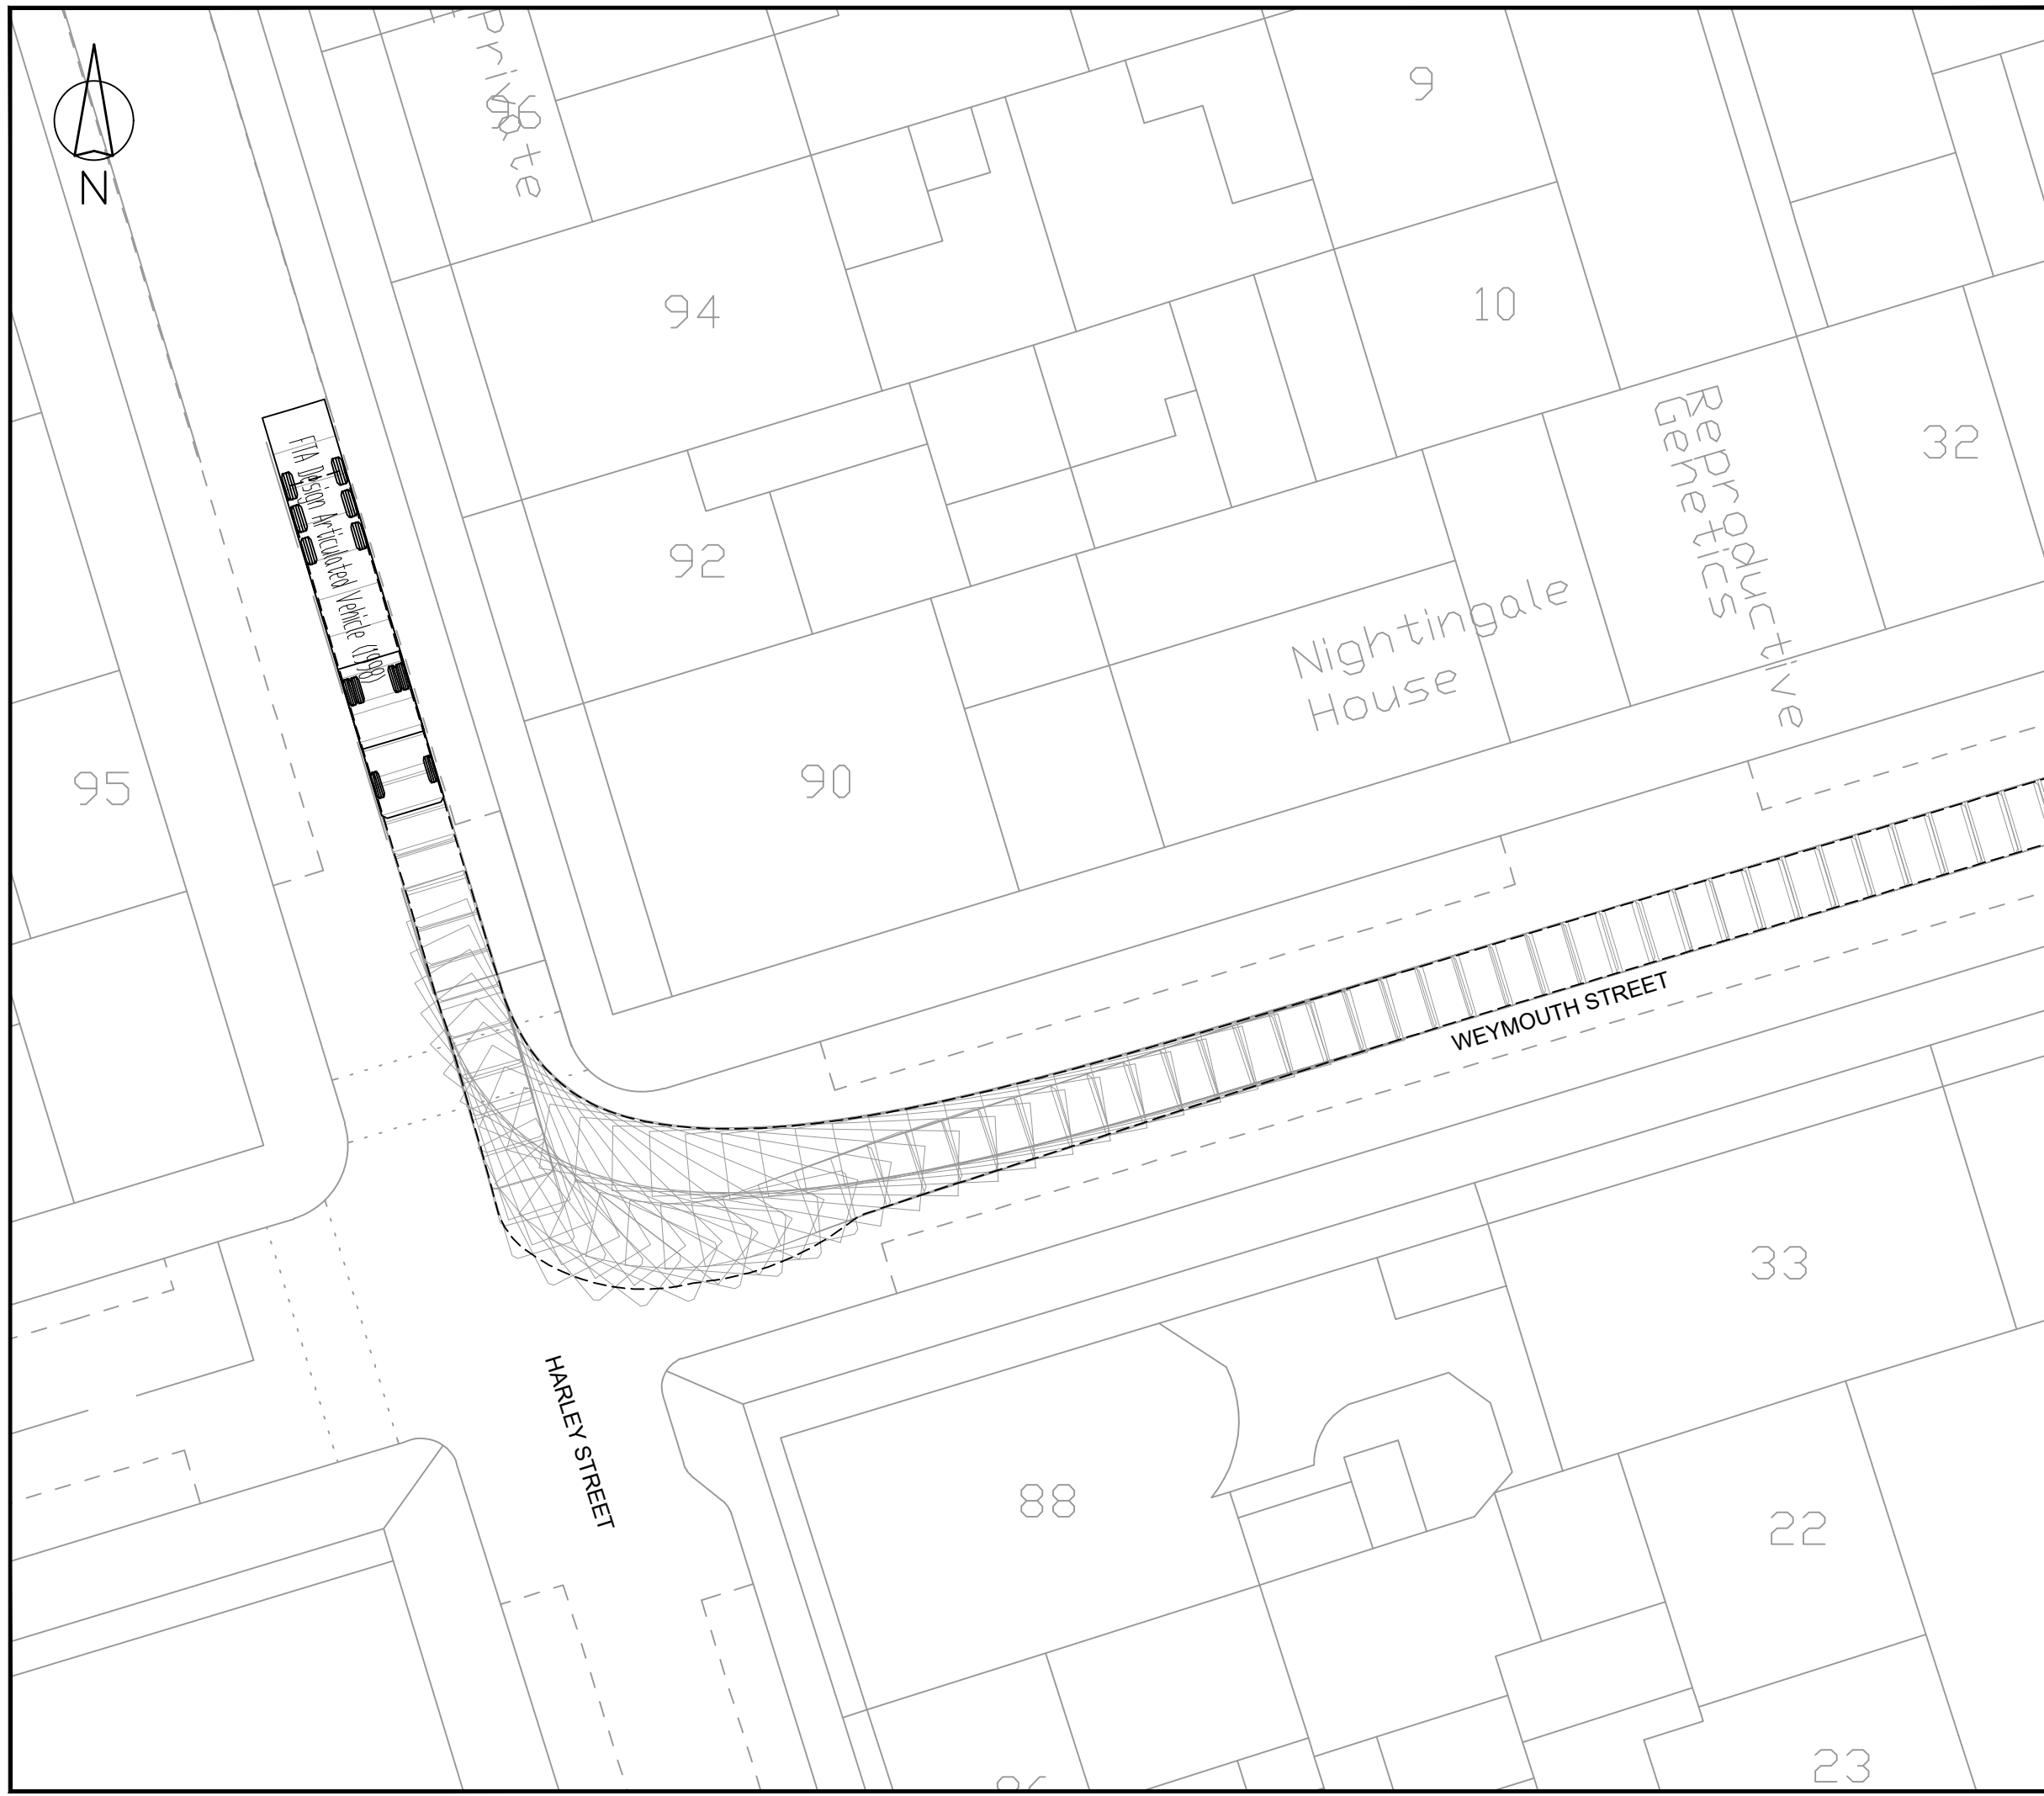 N
Private
9
94
10
32
FTA Design Articulated Vehicle (1998)
92
Reproductive
Genetics
Nightingale
House
95
90
WEYMOUTH STREET
33
HARLEY STREET
88
22
23